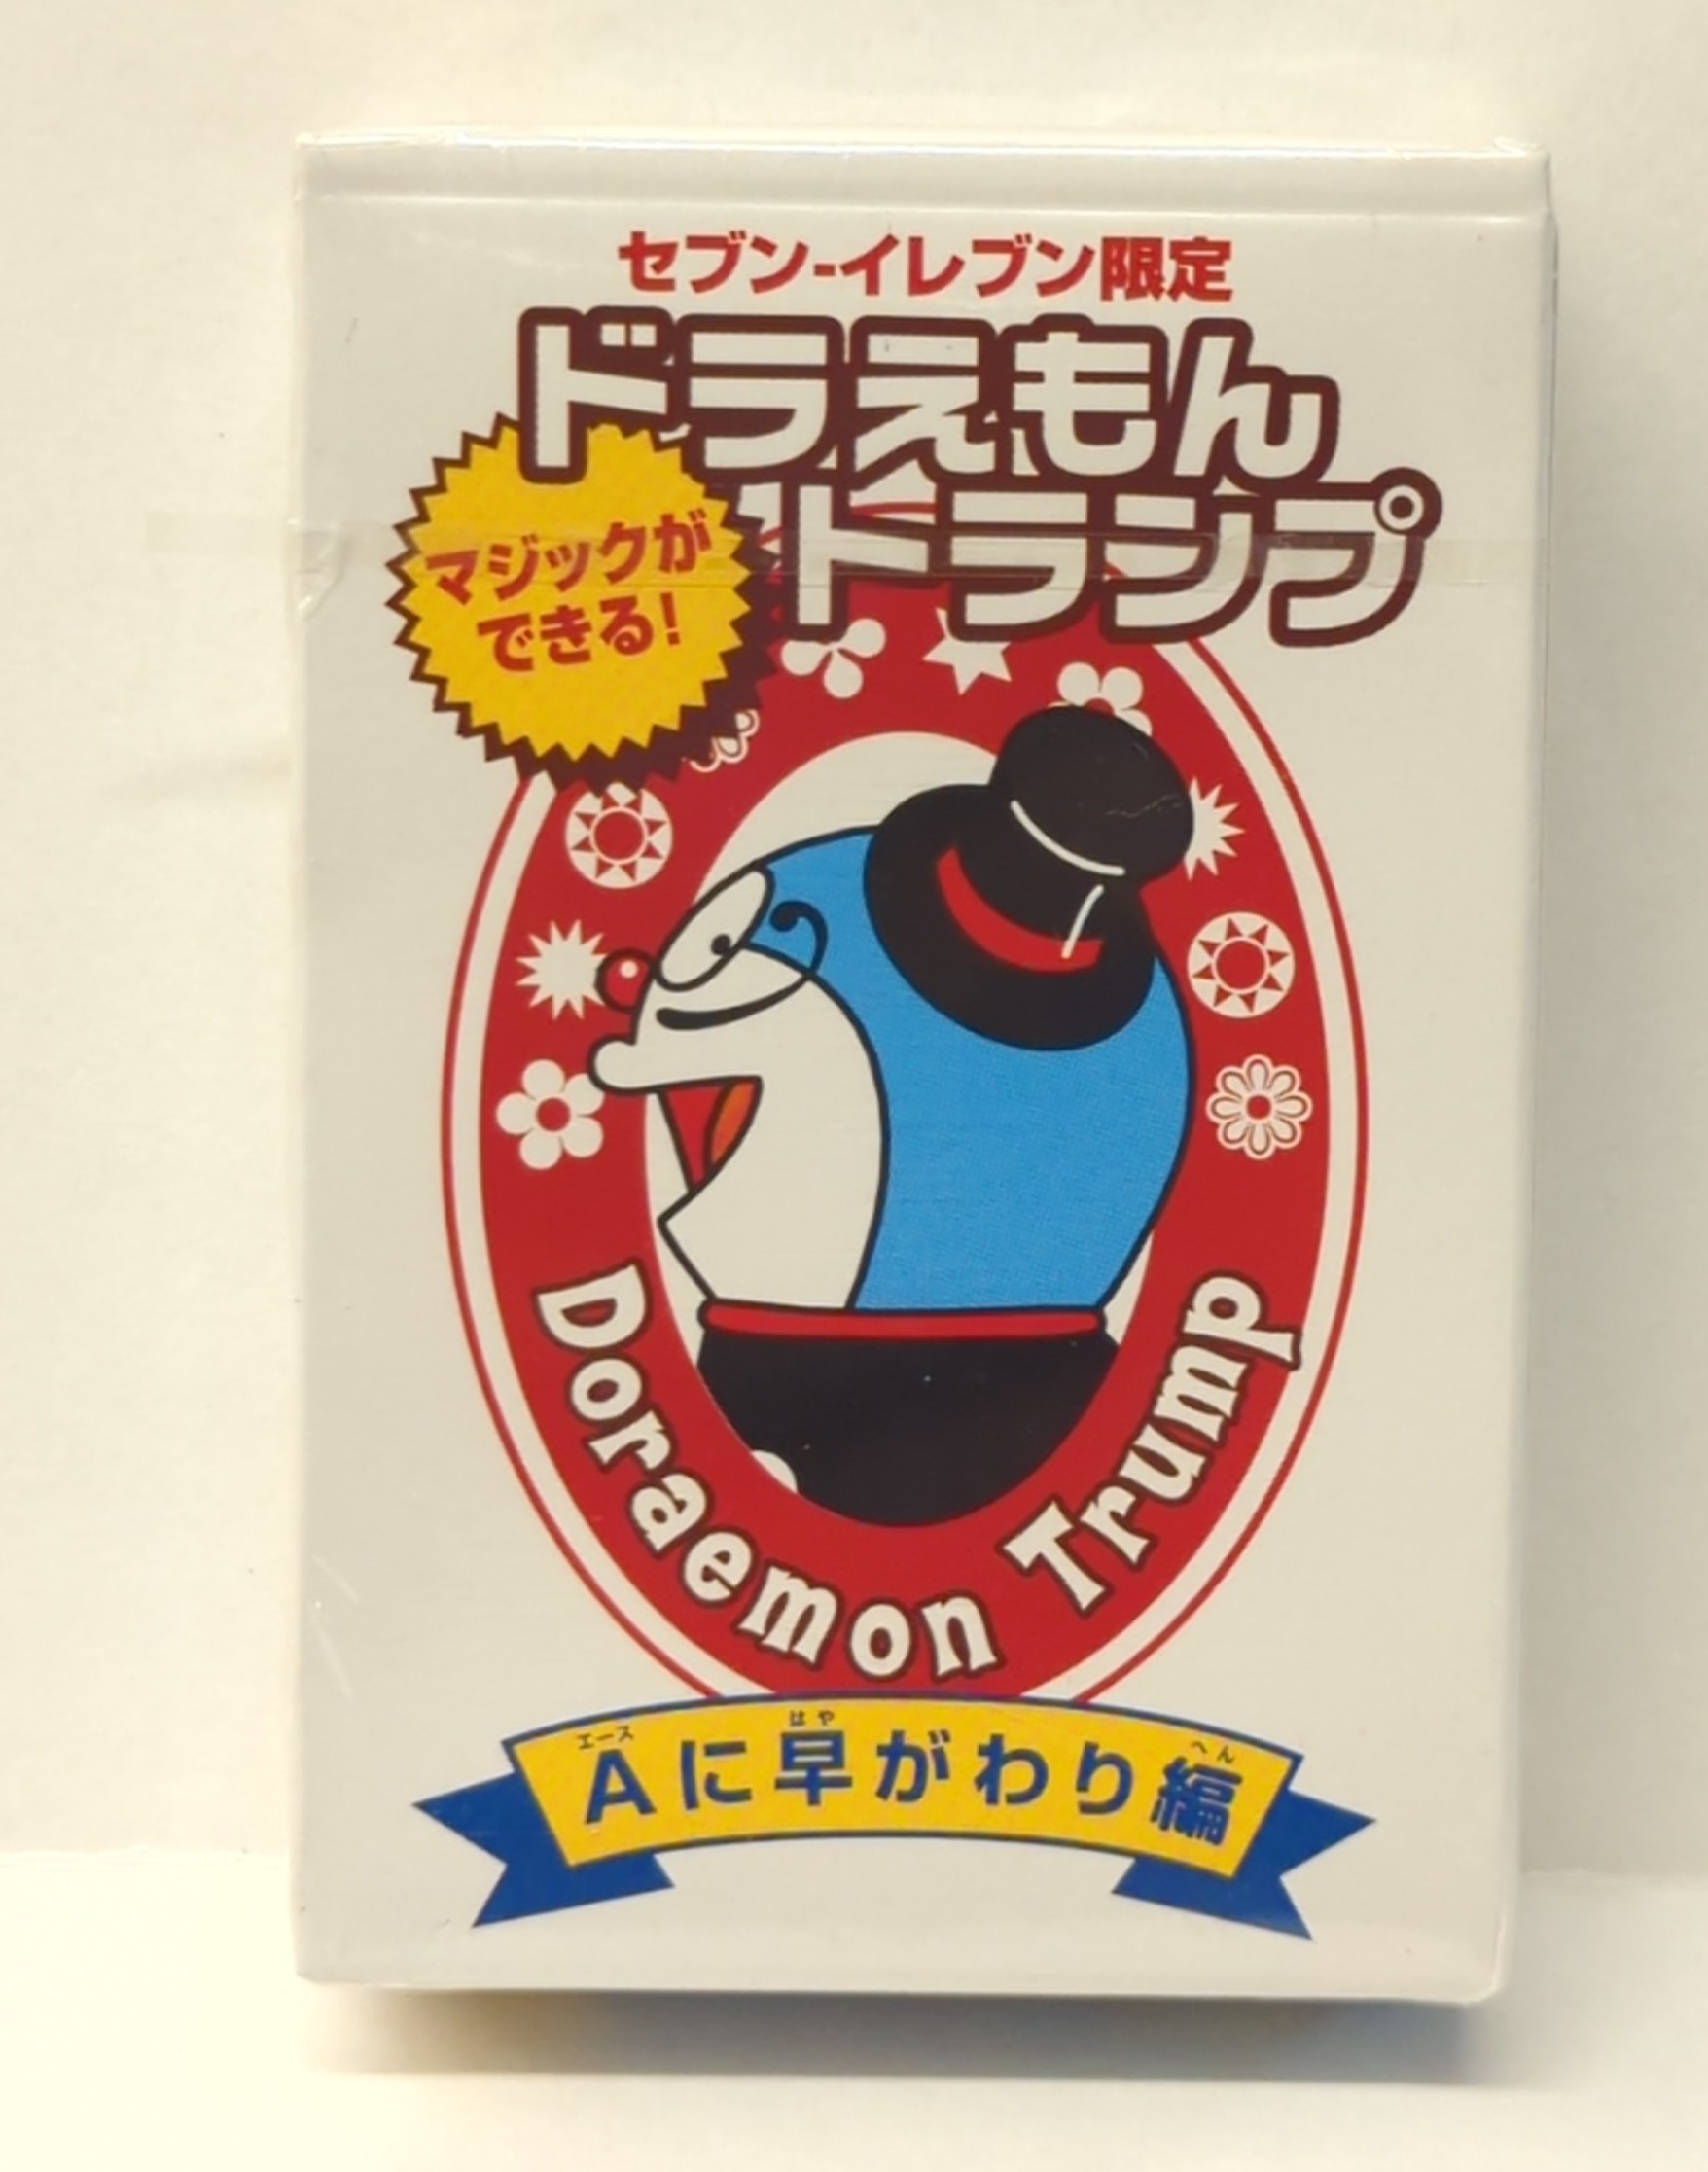 セブン-イレブン限定
ドラえもん
トランプ
マジックが
できる!
Doraemon Trump
エース はや へん
Aに早がわり編